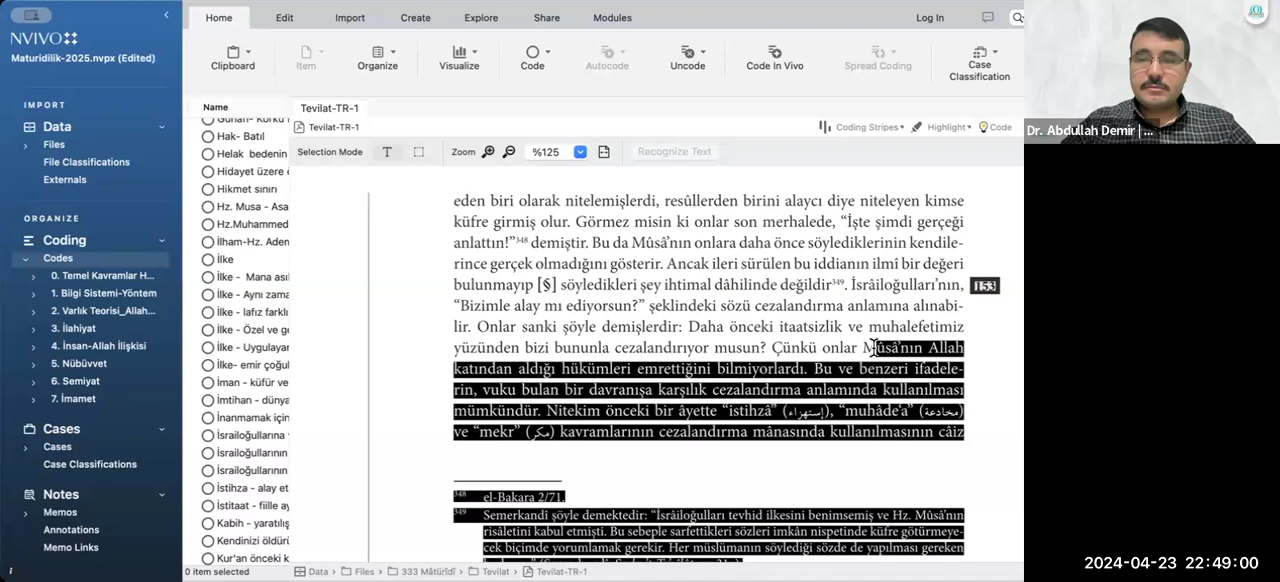 Home
Edit
Import
Create
Explore
Share
Modules
Log In
NVIVO
Maturidilik-2025.nvpx (Edited)
IMPORT
Data
Files
File Classifications
Externals
ORGANIZE
Coding
Codes
0. Temel Kavramlar H...
1. Bilgi Sistemi-Yöntem
2. Varlık Teorisi_Allah...
3. İlahiyat
4. İnsan-Allah İlişkisi
5. Nübüvvet
6. Semiyat
7. İmamet
Cases
Cases
Case Classifications
Notes
Memos
Annotations
Memo Links
Clipboard
Item
Organize
Visualize
Code
Autocode
Uncode
Code In Vivo
Spread Coding
Case
Classification
Name
Hak- Batıl
Helak bedenin
Hidayet üzere
Hikmet sınırı
Hz. Musa - Asa
Hz.Muhammed
İlham-Hz. Adem
İlke
İlke - Mana ası
İlke - Aynı zama
İlke - lafız farklı
İlke - Özel ve ge
İlke - Uygulayar
İlke- emir çoğul
İman - küfür ve
İmtihan - dünya
İnanmamak için
İsrailoğullarına
İsrailoğullarının
İsrailoğullarının
İstihza - alay et
İstitaat - fiille ay
Kabih - yaratılış
Kendinizi öldürü
Kur'an önceki k
0 item selected
Tevilat-TR-1
Tevilat-TR-1
Coding Stripes
Highlight
Code
Selection Mode
T
Zoom
%125
Recognize Text
eden biri olarak nitelemişlerdi, resûllerden birini alaycı diye niteleyen kimse
küfre girmiş olur. Görmez misin ki onlar son merhalede, “İşte şimdi gerçeği
anlattın!”348 demiştir. Bu da Mûsâ’nın onlara daha önce söylediklerinin kendile-
rince gerçek olmadığını gösterir. Ancak ileri sürülen bu iddianın ilmî bir değeri
bulunmayıp [§] söyledikleri şey ihtimal dâhilinde değildir349. İsrâiloğulları’nın,
153
“Bizimle alay mı ediyorsun?” şeklindeki sözü cezalandırma anlamına alınabi-
lir. Onlar sanki şöyle demişlerdir: Daha önceki itaatsizlik ve muhalefetimiz
yüzünden bizi bununla cezalandırıyor musun? Çünkü onlar Mûsâ’nın Allah
katından aldığı hükümleri emrettiğini bilmiyorlardı. Bu ve benzeri ifadele-
rin, vuku bulan bir davranışa karşılık cezalandırma anlamında kullanılması
mümkündür. Nitekim önceki bir âyette “istihzâ” (إستهزاء), “muhâde‘a” (مخادعة)
ve “mekr” (مكر) kavramlarının cezalandırma mânasında kullanılmasının câiz
348 el-Bakara 2/71.
349 Semerkandî şöyle demektedir: “İsrâiloğulları tevhid ilkesini benimsemiş ve Hz. Mûsâ’nın
risâletini kabul etmişti. Bu sebeple sarfettikleri sözleri imkân nispetinde küfre götürmeye-
cek biçimde yorumlamak gerekir. Her müslümanın söylediği sözde de yapılması gereken
Data
Files
333 Mâtürîdî
Tevilat
Tevilat-TR-1
Dr. Abdullah Demir | ...
2024-04-23 22:49:00